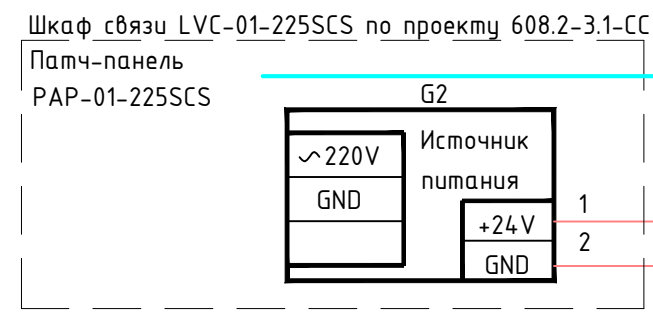 Шкаф связи LVC-01-225SCS по проекту 608.2-3.1-СС
Патч-панель
PAP-01-225SCS
G2
~220V
GND
Источник
питания
+24V
GND
1
2